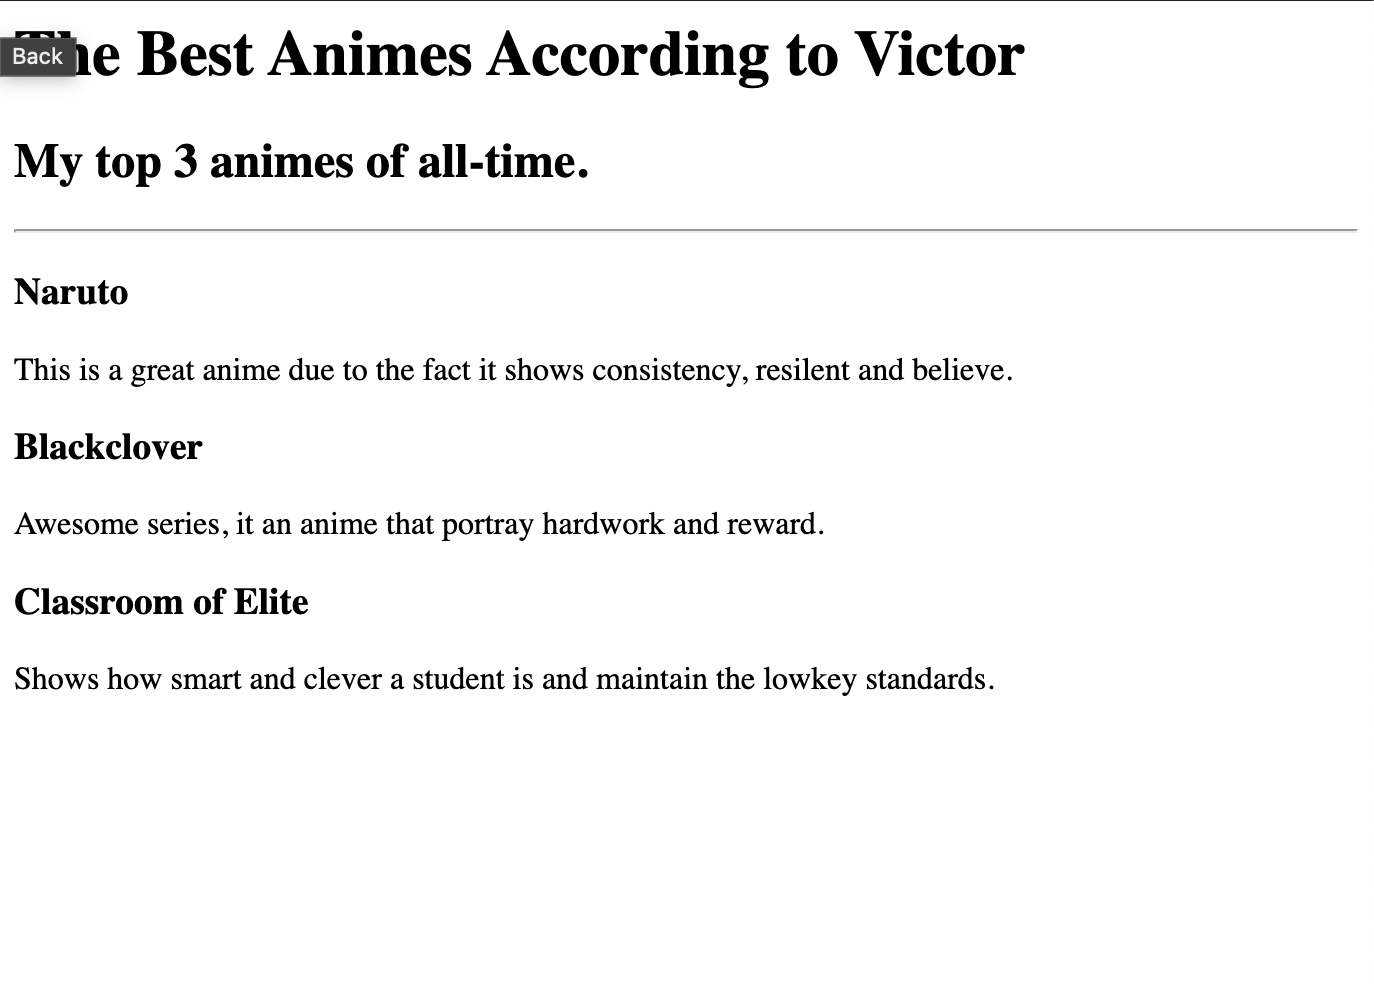 The Best Animes According to Victor
Back
My top 3 animes of all-time.
Naruto
This is a great anime due to the fact it shows consistency, resilent and believe.
Blackclover
Awesome series, it an anime that portray hardwork and reward.
Classroom of Elite
Shows how smart and clever a student is and maintain the lowkey standards.